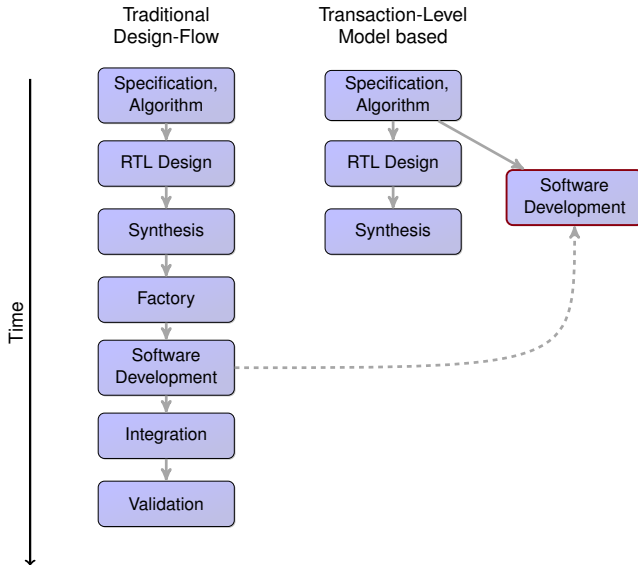 Traditional
Design-Flow
Transaction-Level
Model based
Time
Specification,
Algorithm
RTL Design
Synthesis
Factory
Software
Development
Integration
Validation
Specification,
Algorithm
RTL Design
Synthesis
Software
Development